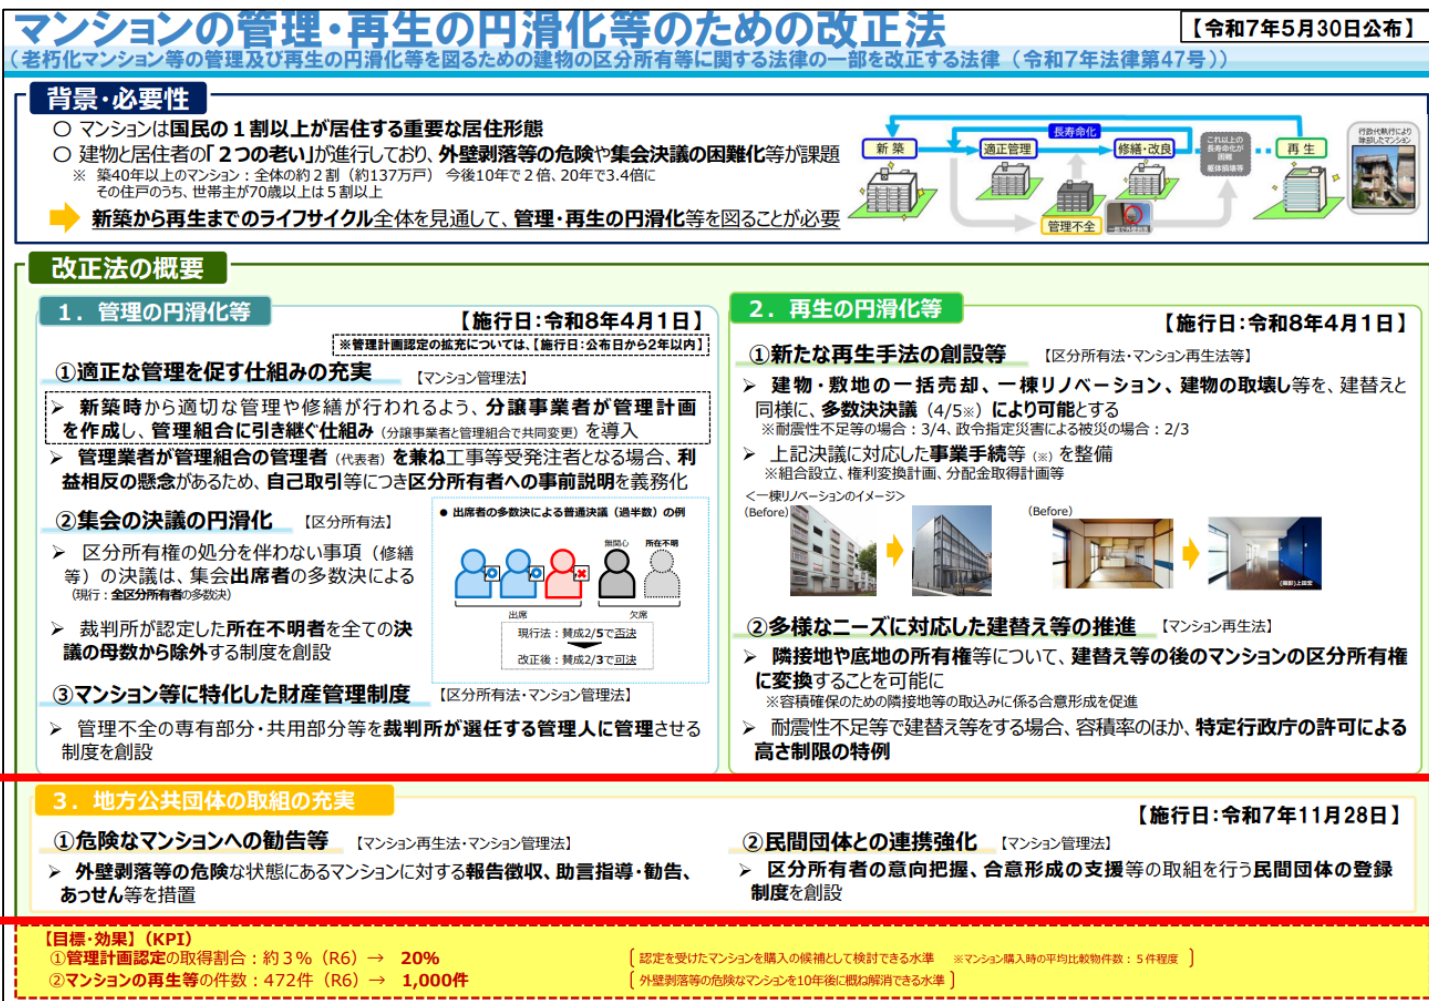 マンションの管理・再生の円滑化等のための改正法
【令和7年5月30日公布】
(老朽化マンション等の管理及び再生の円滑化等を図るための建物の区分所有等に関する法律の一部を改正する法律（令和7年法律第47号）)
背景・必要性
○ マンションは国民の１割以上が居住する重要な居住形態
○ 建物と居住者の「２つの老い」が進行しており、外壁剥落等の危険や集会決議の困難化等が課題
※ 築40年以上のマンション：全体の約２割（約137万戸） 今後10年で２倍、20年で3.4倍に
その住戸のうち、世帯主が70歳以上は５割以上
新築から再生までのライフサイクル全体を見通して、管理・再生の円滑化等を図ることが必要
新築
長寿命化
適正管理
修繕・改良
これ以上の
長寿命化が
困難
躯体損壊等
再生
行政代執行により
除却したマンション
管理不全
改正法の概要
１．管理の円滑化等
【施行日：令和8年4月1日】
※管理計画認定の拡充については、【施行日：公布日から2年以内】
①適正な管理を促す仕組みの充実 【マンション管理法】
➢ 新築時から適切な管理や修繕が行われるよう、分譲事業者が管理計画
を作成し、管理組合に引き継ぐ仕組み（分譲事業者と管理組合で共同変更）を導入
➢ 管理業者が管理組合の管理者（代表者）を兼ね工事等受発注者となる場合、利
益相反の懸念があるため、自己取引等につき区分所有者への事前説明を義務化
②集会の決議の円滑化 【区分所有法】
➢ 区分所有権の処分を伴わない事項（修繕
等）の決議は、集会出席者の多数決による
（現行：全区分所有者の多数決）
➢ 裁判所が認定した所在不明者を全ての決
議の母数から除外する制度を創設
● 出席者の多数決による普通決議（過半数）の例
無関心 所在不明
出席 欠席
現行法：賛成2/5で否決
改正後：賛成2/3で可決
③マンション等に特化した財産管理制度 【区分所有法・マンション管理法】
➢ 管理不全の専有部分・共用部分等を裁判所が選任する管理人に管理させる
制度を創設
２．再生の円滑化等
【施行日：令和8年4月1日】
①新たな再生手法の創設等 【区分所有法・マンション再生法等】
➢ 建物・敷地の一括売却、一棟リノベーション、建物の取壊し等を、建替えと
同様に、多数決決議（4/5※）により可能とする
※耐震性不足等の場合：3/4、政令指定災害による被災の場合：2/3
➢ 上記決議に対応した事業手続等（※）を整備
※組合設立、権利変換計画、分配金取得計画等
＜一棟リノベーションのイメージ＞
(Before)
(Before)
②多様なニーズに対応した建替え等の推進 【マンション再生法】
➢ 隣接地や底地の所有権等について、建替え等の後のマンションの区分所有権
に変換することを可能に
※容積確保のための隣接地等の取込みに係る合意形成を促進
➢ 耐震性不足等で建替え等をする場合、容積率のほか、特定行政庁の許可による
高さ制限の特例
３．地方公共団体の取組の充実
【施行日：令和7年11月28日】
①危険なマンションへの勧告等 【マンション再生法・マンション管理法】
➢ 外壁剥落等の危険な状態にあるマンションに対する報告徴収、助言指導・勧告、
あっせん等を措置
②民間団体との連携強化 【マンション管理法】
➢ 区分所有者の意向把握、合意形成の支援等の取組を行う民間団体の登録
制度を創設
【目標・効果】（KPI）
①管理計画認定の取得割合：約３％（R6）→ 20%
認定を受けたマンションを購入の候補として検討できる水準 ※マンション購入時の平均比較物件数：５件程度
②マンションの再生等の件数：472件（R6）→ 1,000件
外壁剥落等の危険なマンションを10年後に概ね解消できる水準